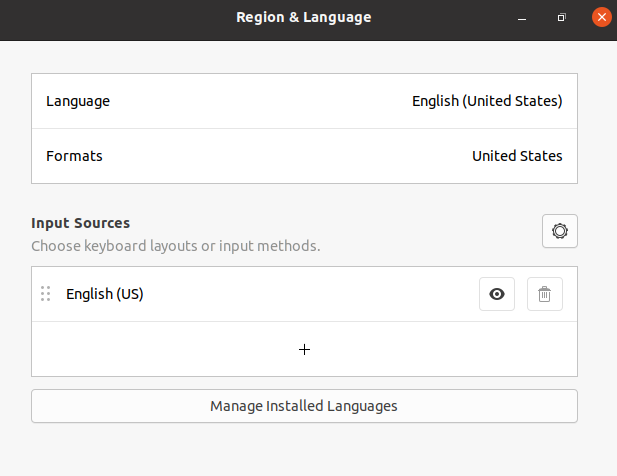 Region & Language
Language English (United States)
Formats United States
Input Sources
Choose keyboard layouts or input methods.
English (US)
Manage Installed Languages